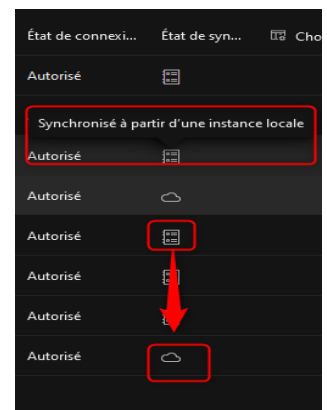 État de connexi... État de syn... Cho
Autorisé
Synchronisé à partir d'une instance locale
Autorisé
Autorisé
Autorisé
Autorisé
Autorisé
Autorisé